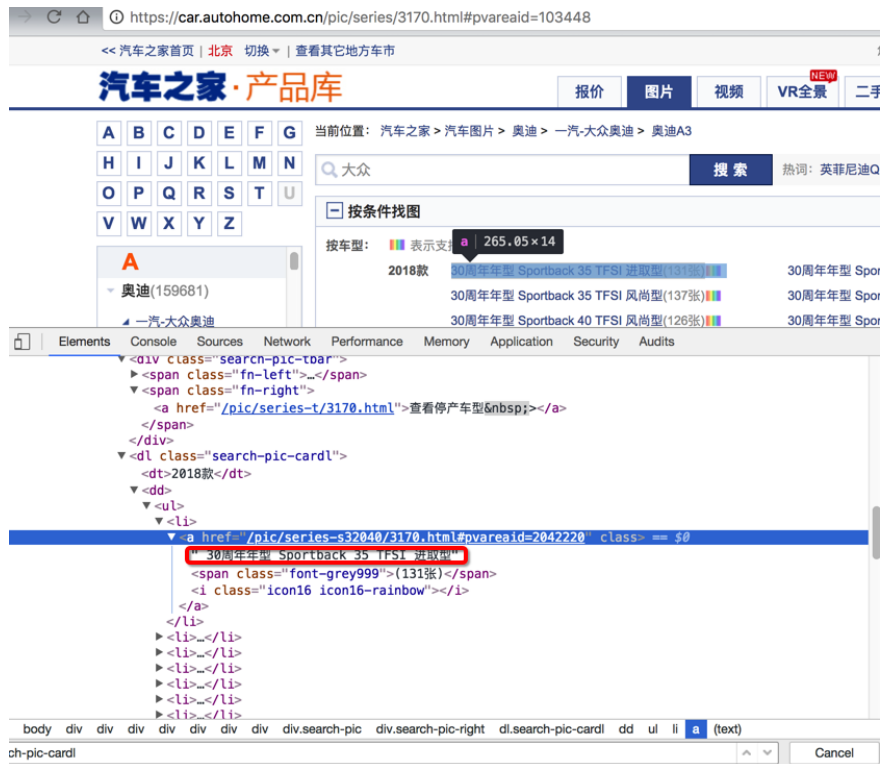 https://car.autohome.com.cn/pic/series/3170.html#pvareaid=103448
<< 汽车之家首页 | 北京 切换 | 查看其它地方车市
汽车之家·产品库
报价 图片 视频 VR全景 NEW 二手
A B C D E F G 当前位置: 汽车之家 > 汽车图片 > 奥迪 > 一汽-大众奥迪 > 奥迪A3
H I J K L M N
大众 搜 索 热词: 英菲尼迪Q
O P Q R S T U
V W X Y Z
按条件找图
按车型: 表示支
a 265.05×14
A
2018款 30周年年型 Sportback 35 TFSI 进取型(131张) 30周年年型 Spor
奥迪(159681)
30周年年型 Sportback 35 TFSI 风尚型(137张) 30周年年型 Spor
一汽-大众奥迪
30周年年型 Sportback 40 TFSI 风尚型(126张) 30周年年型 Spor
Elements Console Sources Network Performance Memory Application Security Audits
<div class="search-pic-tbar">
<span class="fn-left">…</span>
<span class="fn-right">
<a href="/pic/series-t/3170.html">查看停产车型&nbsp;></a>
</span>
</div>
<dl class="search-pic-cardl">
<dt>2018款</dt>
<dd>
<ul>
<li>
<a href="/pic/series-s32040/3170.html#pvareaid=2042220" class> == $0
" 30周年年型 Sportback 35 TFSI 进取型"
<span class="font-grey999">(131张)</span>
<i class="icon16 icon16-rainbow"></i>
</a>
</li>
<li>…</li>
<li>…</li>
<li>…</li>
<li>…</li>
<li>…</li>
<li>…</li>
body div div div div div div div.search-pic div.search-pic-right dl.search-pic-cardl dd ul li a (text)
ch-pic-cardl Cancel